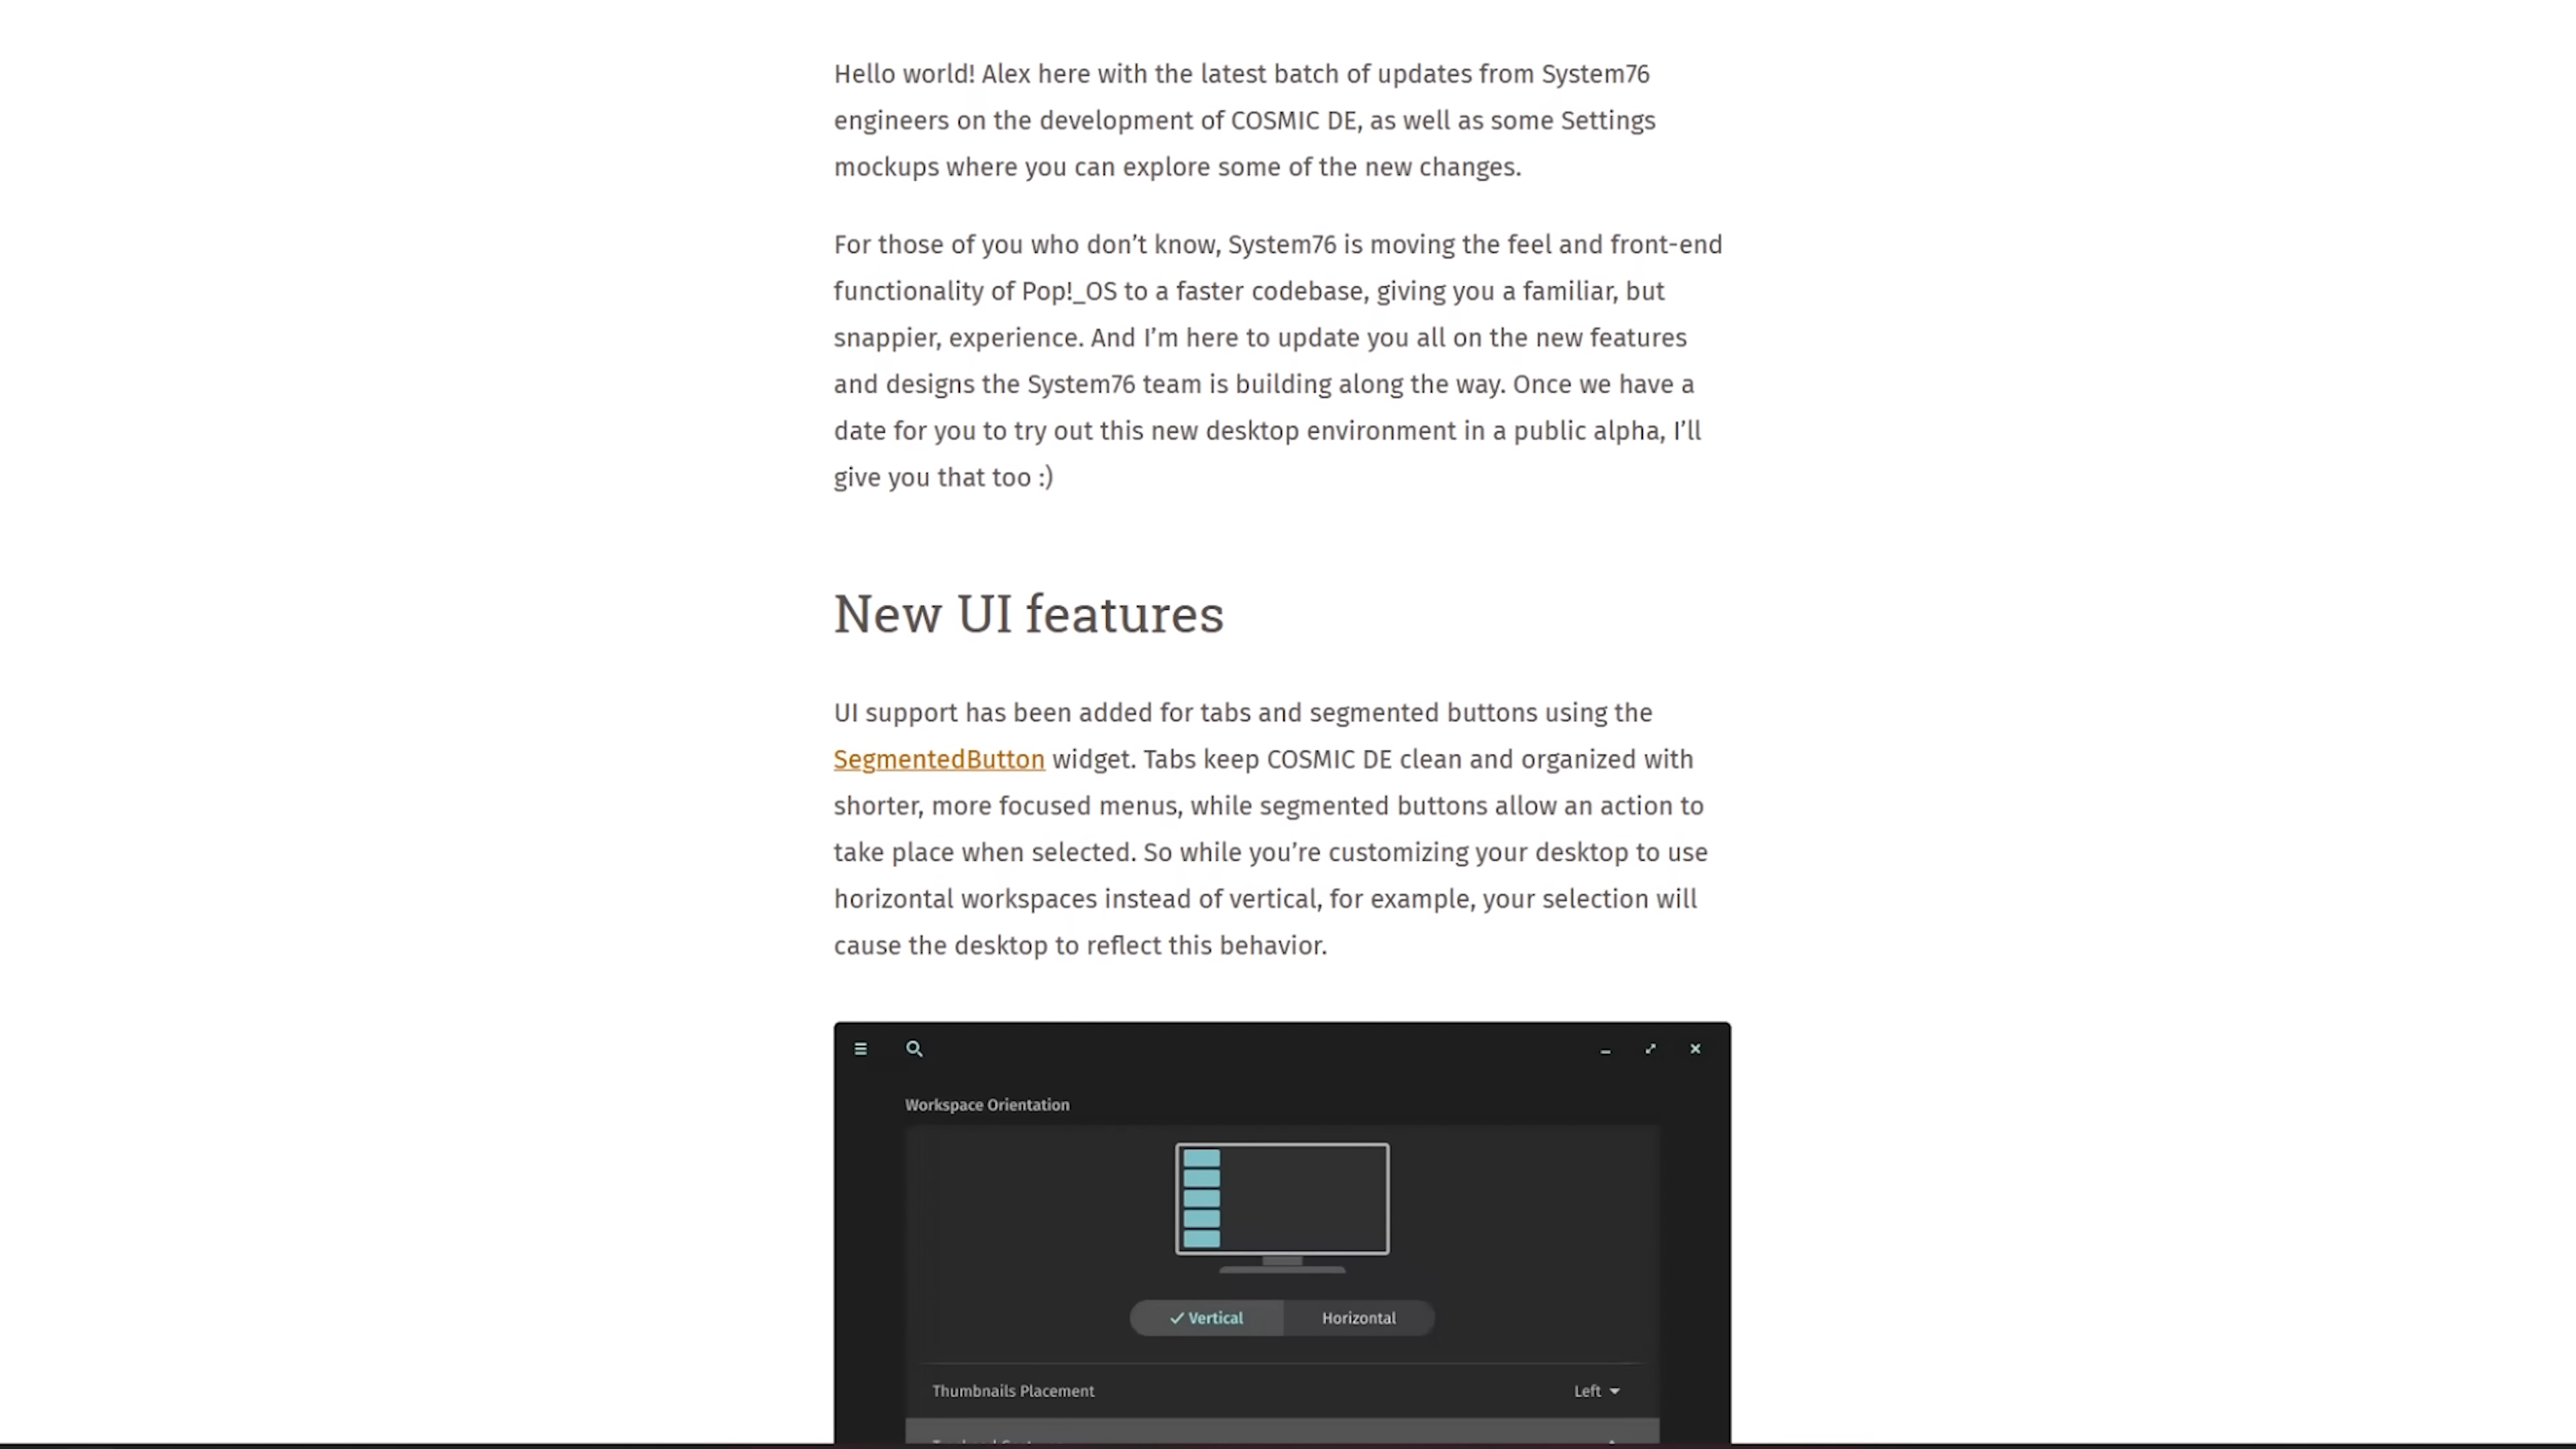 Hello world! Alex here with the latest batch of updates from System76
engineers on the development of COSMIC DE, as well as some Settings
mockups where you can explore some of the new changes.
For those of you who don’t know, System76 is moving the feel and front-end
functionality of Pop!_OS to a faster codebase, giving you a familiar, but
snappier, experience. And I’m here to update you all on the new features
and designs the System76 team is building along the way. Once we have a
date for you to try out this new desktop environment in a public alpha, I’ll
give you that too :)
New UI features
UI support has been added for tabs and segmented buttons using the
SegmentedButton widget. Tabs keep COSMIC DE clean and organized with
shorter, more focused menus, while segmented buttons allow an action to
take place when selected. So while you’re customizing your desktop to use
horizontal workspaces instead of vertical, for example, your selection will
cause the desktop to reflect this behavior.
Workspace Orientation
Vertical Horizontal
Thumbnails Placement Left